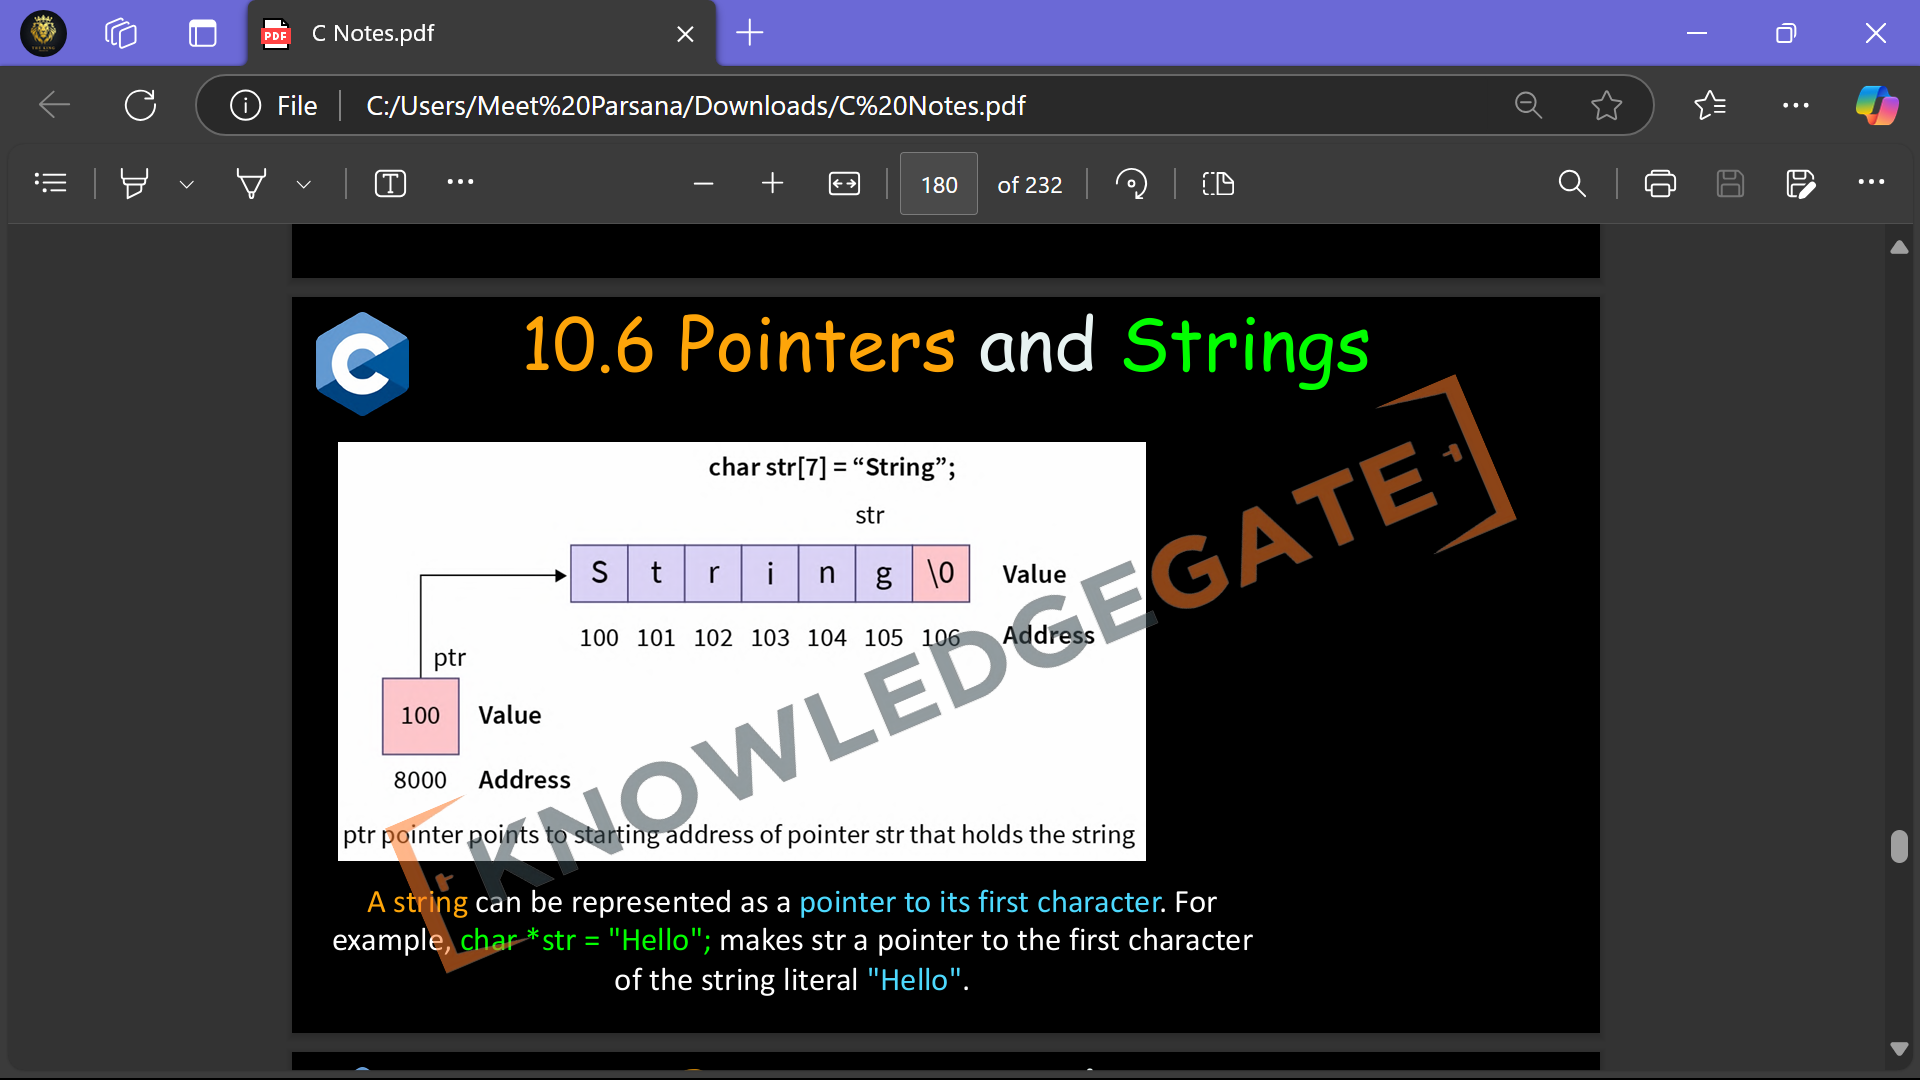 C Notes.pdf
File
C:/Users/Meet%20Parsana/Downloads/C%20Notes.pdf
180 of 232
10.6 Pointers and Strings
char str[7] = “String”;
str
S t r i n g \0 Value
100 101 102 103 104 105 106 Address
ptr
100 Value
8000 Address
ptr pointer points to starting address of pointer str that holds the string
KNOWLEDGEGATE
A string can be represented as a pointer to its first character. For
example, char *str = "Hello"; makes str a pointer to the first character
of the string literal "Hello".